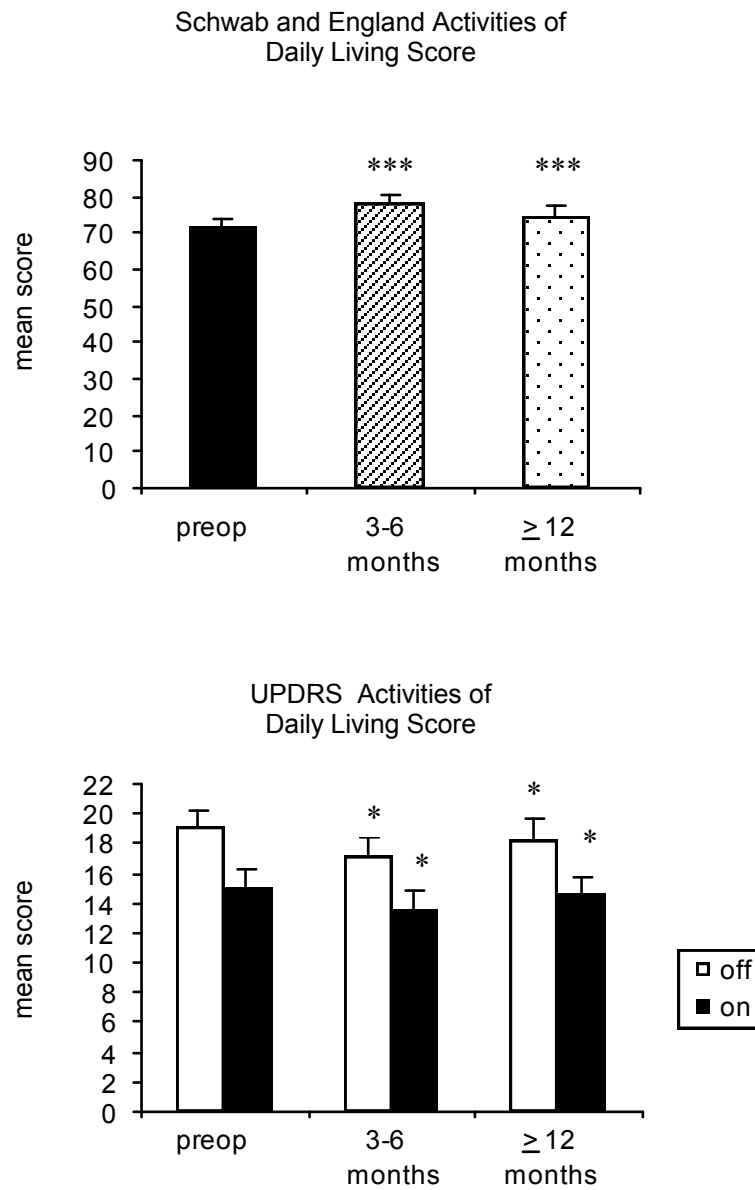 Schwab and England Activities of
Daily Living Score
mean score
90
80
70
60
50
40
30
20
10
0
*** ***
preop 3-6 ≥ 12
months months
UPDRS Activities of
Daily Living Score
mean score
22
20
18
16
14
12
10
8
6
4
2
0
* * * *
off
on
preop 3-6 ≥ 12
months months